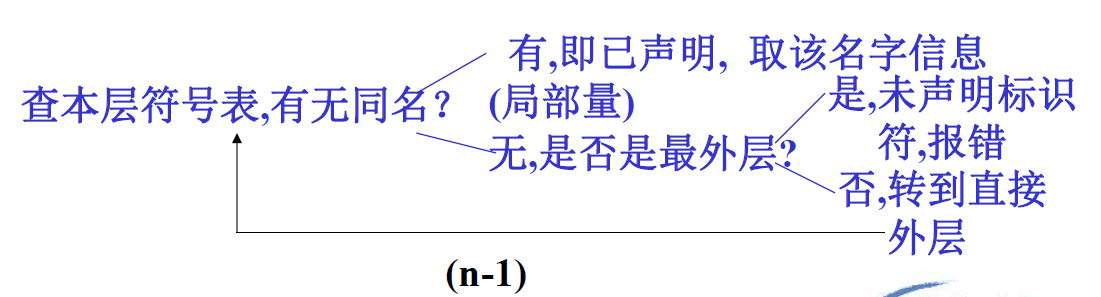 有,即已声明, 取该名字信息
查本层符号表,有无同名?
(局部量)
无,是否是最外层?
是,未声明标识
符,报错
否,转到直接
外层
(n-1)